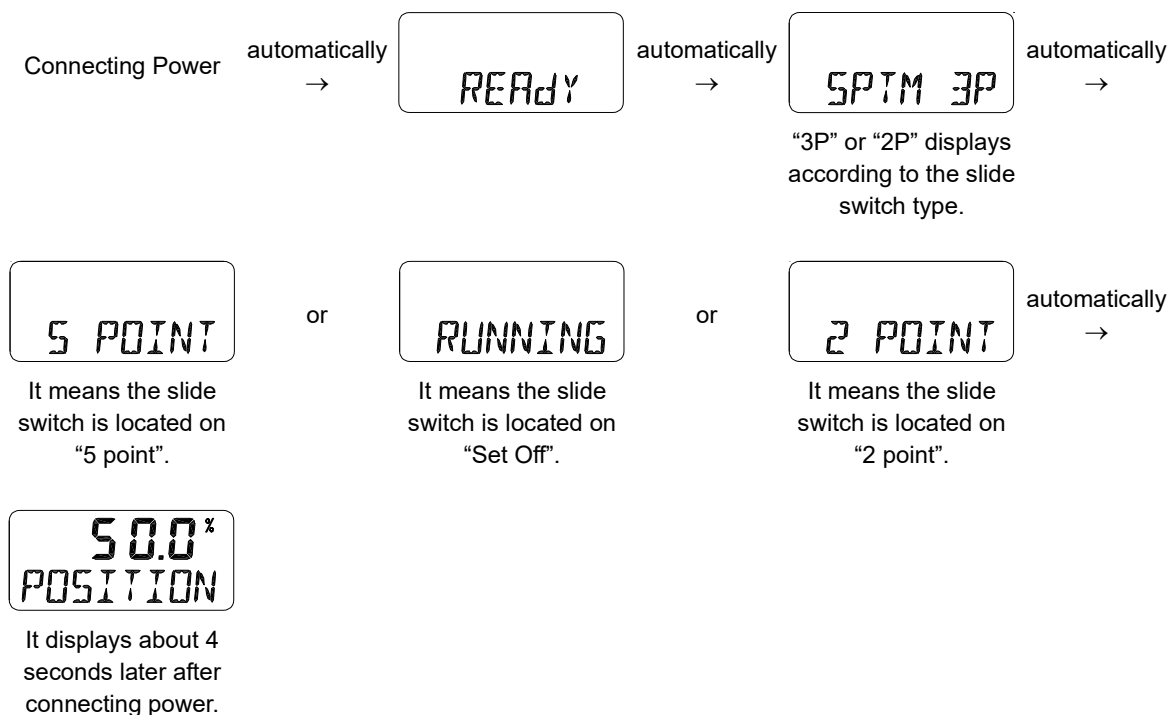 Connecting Power
automatically
→
READY
automatically
→
SPTM 3P
automatically
→
“3P” or “2P” displays
according to the slide
switch type.
5 POINT
or
RUNNING
or
2 POINT
automatically
→
It means the slide
switch is located on
“5 point”.
It means the slide
switch is located on
“Set Off”.
It means the slide
switch is located on
“2 point”.
50.0%
POSITION
It displays about 4
seconds later after
connecting power.